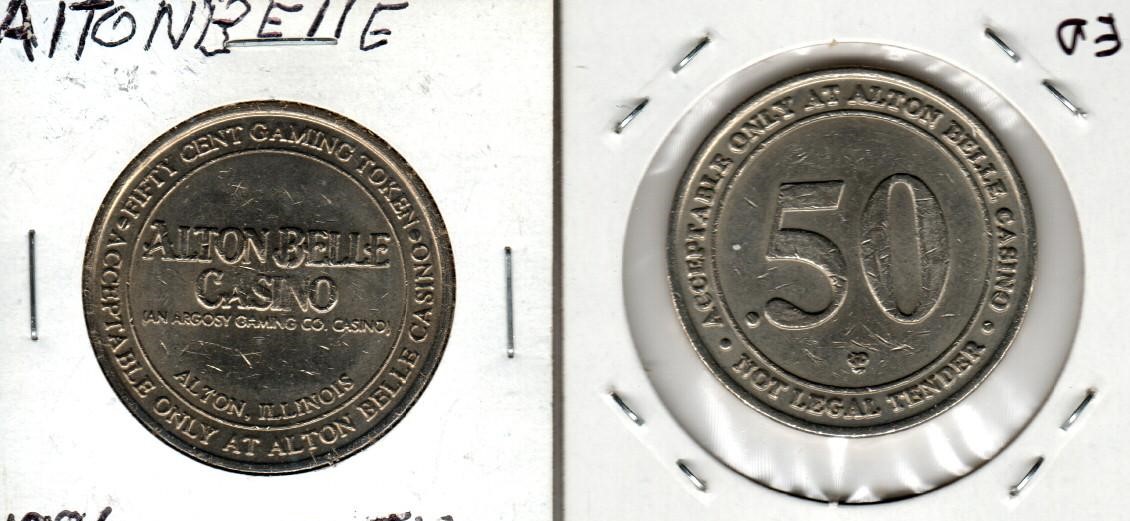 AlTONBEllE
FIFTY CENT GAMING TOKEN
ALTON BELLE
CASINO
(AN ARGOSY GAMING CO. CASINO)
ALTON, ILLINOIS
ACCEPTABLE ONLY AT ALTON BELLE CASINO
ACCEPTABLE ONLY AT ALTON BELLE CASINO
.50
• NOT LEGAL TENDER •